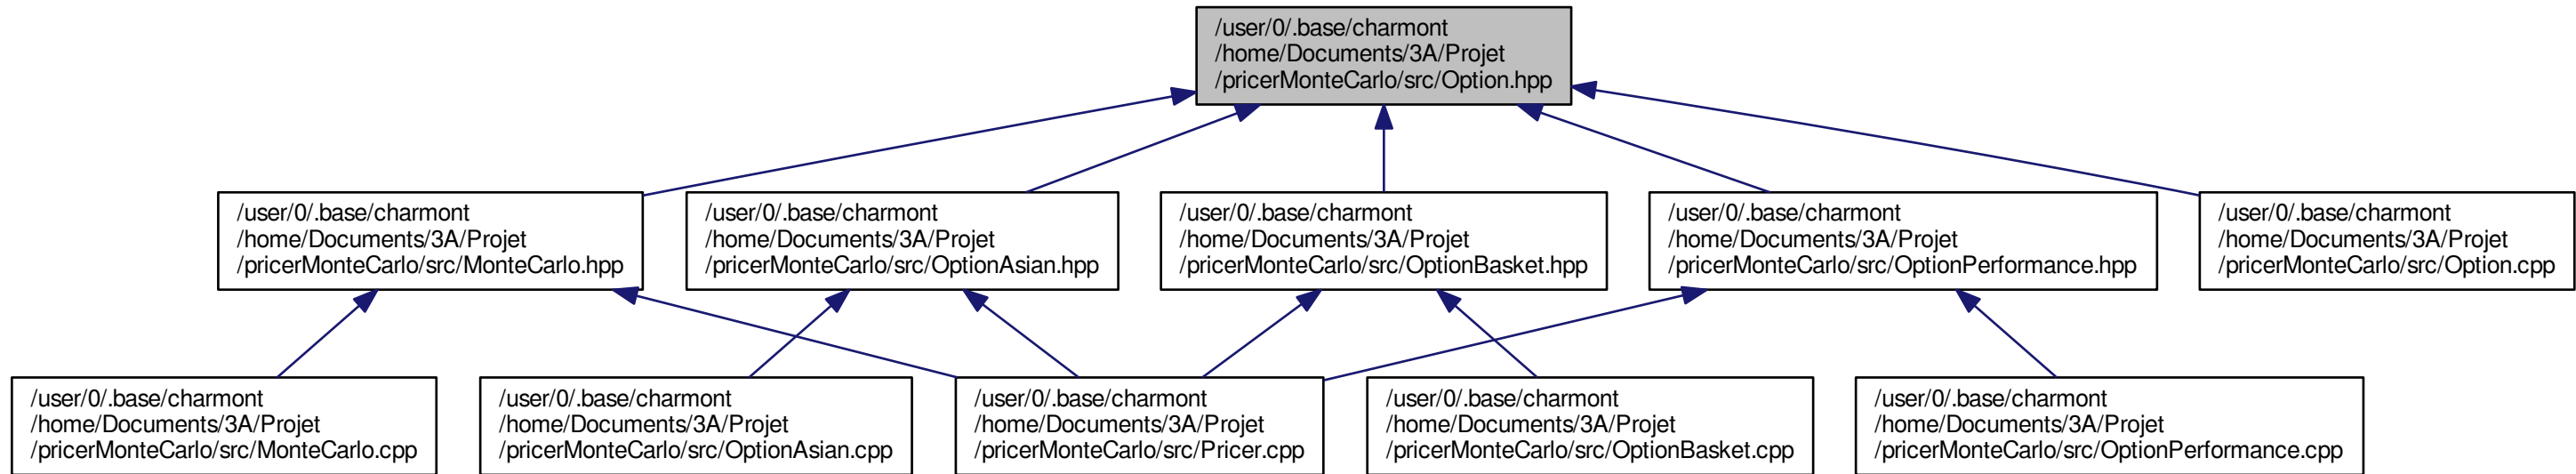 /user/0/.base/charmont
/home/Documents/3A/Projet
/pricerMonteCarlo/src/Option.hpp
/user/0/.base/charmont
/home/Documents/3A/Projet
/pricerMonteCarlo/src/MonteCarlo.hpp
/user/0/.base/charmont
/home/Documents/3A/Projet
/pricerMonteCarlo/src/OptionAsian.hpp
/user/0/.base/charmont
/home/Documents/3A/Projet
/pricerMonteCarlo/src/OptionBasket.hpp
/user/0/.base/charmont
/home/Documents/3A/Projet
/pricerMonteCarlo/src/OptionPerformance.hpp
/user/0/.base/charmont
/home/Documents/3A/Projet
/pricerMonteCarlo/src/Option.cpp
/user/0/.base/charmont
/home/Documents/3A/Projet
/pricerMonteCarlo/src/MonteCarlo.cpp
/user/0/.base/charmont
/home/Documents/3A/Projet
/pricerMonteCarlo/src/OptionAsian.cpp
/user/0/.base/charmont
/home/Documents/3A/Projet
/pricerMonteCarlo/src/Pricer.cpp
/user/0/.base/charmont
/home/Documents/3A/Projet
/pricerMonteCarlo/src/OptionBasket.cpp
/user/0/.base/charmont
/home/Documents/3A/Projet
/pricerMonteCarlo/src/OptionPerformance.cpp